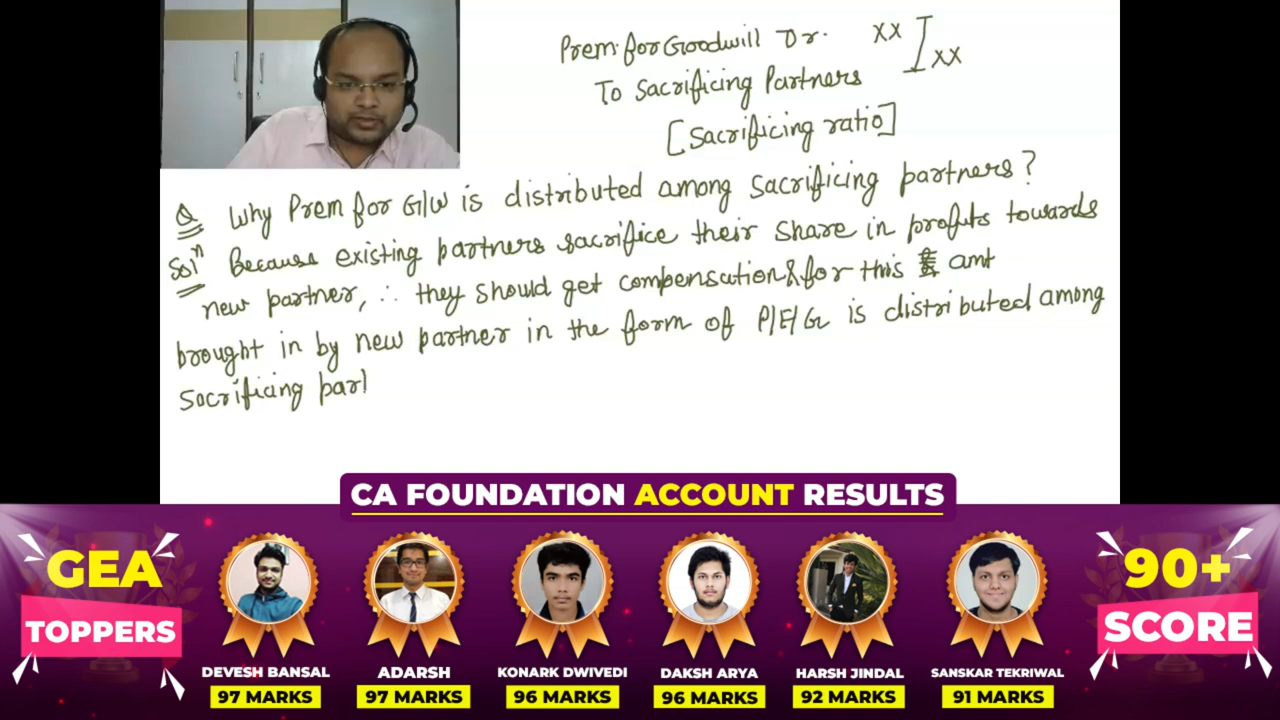 Prem. for Goodwill Dr. xx
xx
To Sacrificing Partners
[Sacrificing ratio]
Q Why Prem for G/W is distributed among Sacrificing partners?
Solⁿ Because existing partners sacrifice their share in profits towards
new partner, ∴ they should get compensation & for this amt
brought in by new partner in the form of P/F/G is distributed among
Sacrificing part
CA FOUNDATION ACCOUNT RESULTS
GEA
TOPPERS
90+
SCORE
DEVESH BANSAL
97 MARKS
ADARSH
97 MARKS
KONARK DWIVEDI
96 MARKS
DAKSH ARYA
96 MARKS
HARSH JINDAL
92 MARKS
SANSKAR TEKRIWAL
91 MARKS